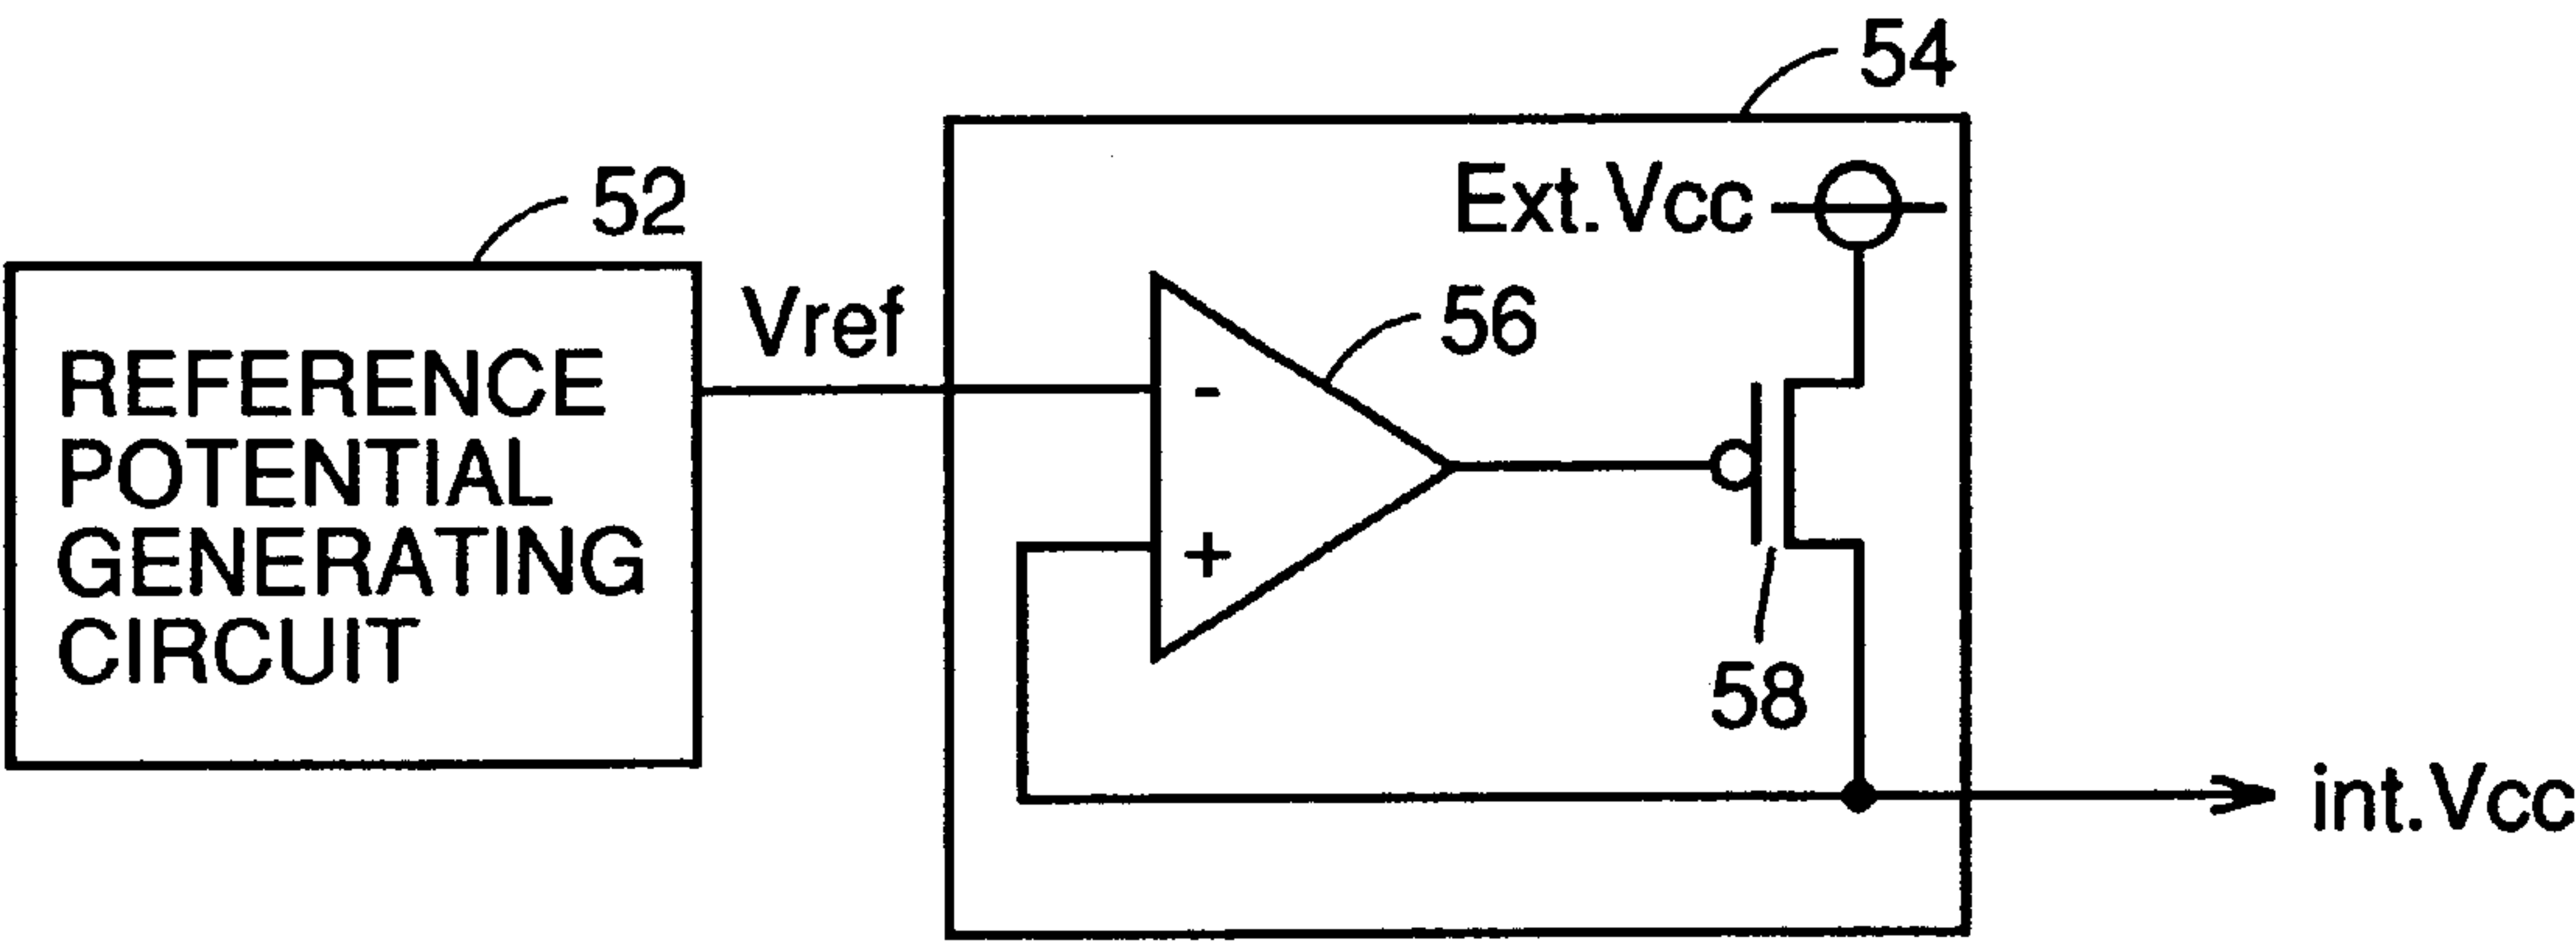 54
52
Ext.Vcc
Vref
56
REFERENCE
POTENTIAL
GENERATING
CIRCUIT
-
+
58
int.Vcc